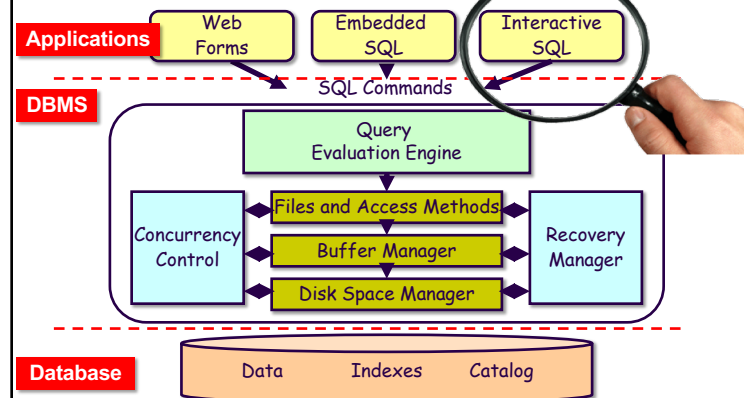 Applications
Web
Forms
Embedded
SQL
Interactive
SQL
SQL Commands
DBMS
Query
Evaluation Engine
Concurrency
Control
Files and Access Methods
Buffer Manager
Disk Space Manager
Recovery
Manager
Database
Data Indexes Catalog